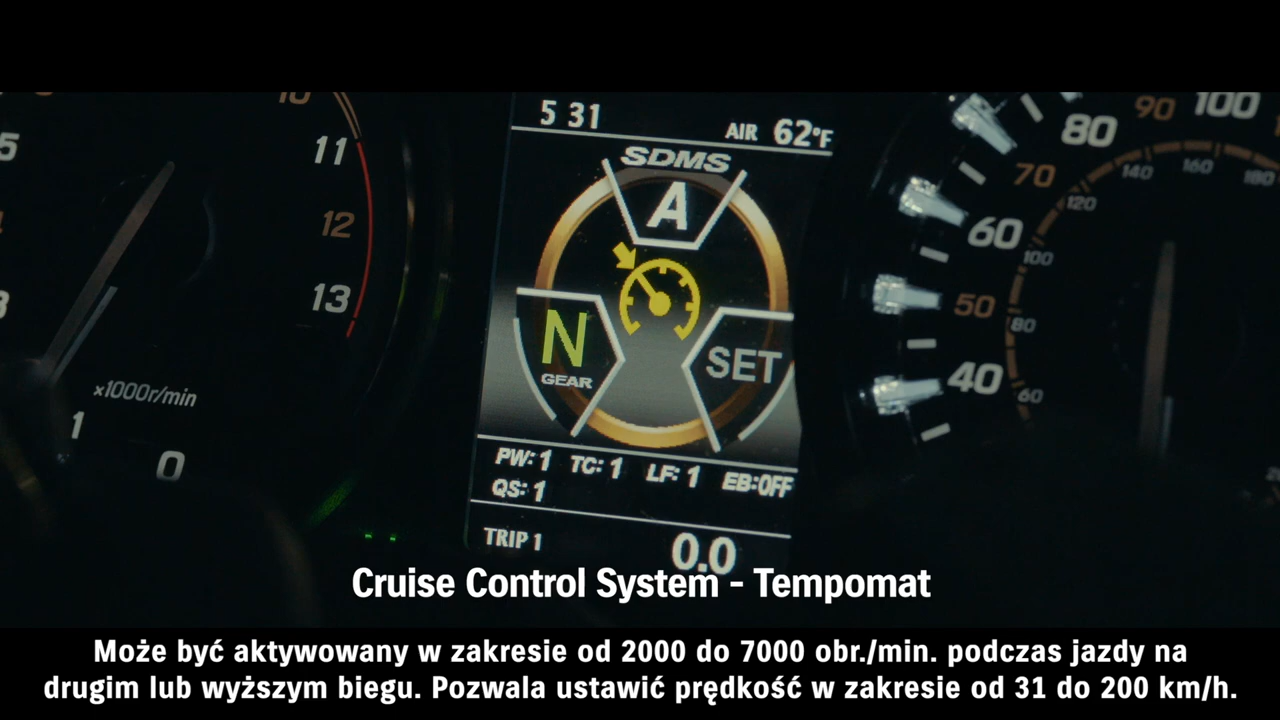 5 31
AIR 62°F
SDMS
A
N
GEAR
SET
PW: 1 TC: 1 LF: 1 EB:OFF
QS: 1
TRIP 1
0.0
10
11
12
13
x1000r/min
1
0
100
90
80
70
60
50
40
180
160
140
120
100
80
60
Cruise Control System - Tempomat
Może być aktywowany w zakresie od 2000 do 7000 obr./min. podczas jazdy na
drugim lub wyższym biegu. Pozwala ustawić prędkość w zakresie od 31 do 200 km/h.